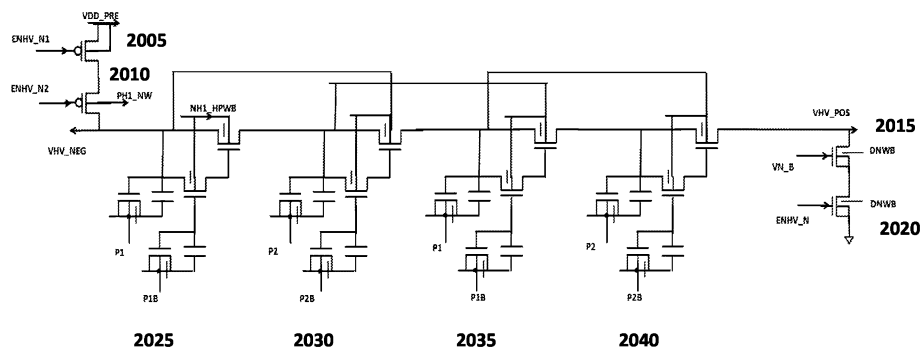 VDD_PRE
ENHV_N1
2005
2010
ENHV_N2
PH1_NW
NH1_HPWB
VHV_NEG
VHV_POS
2015
DNWB
VN_B
DNWB
ENHV_N
2020
P1
P2
P1
P2
P1B
P2B
P1B
P2B
2025
2030
2035
2040